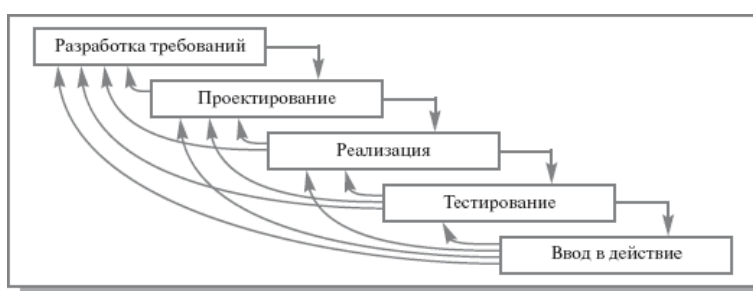 Разработка требований
Проектирование
Реализация
Тестирование
Ввод в действие